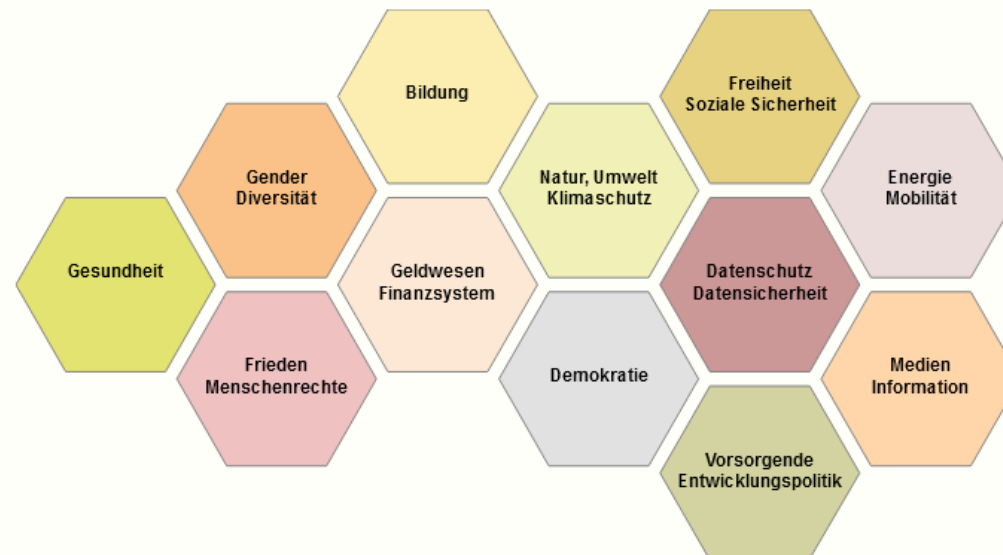 Bildung
Freiheit
Soziale Sicherheit
Gender
Diversität
Natur, Umwelt
Klimaschutz
Energie
Mobilität
Gesundheit
Geldwesen
Finanzsystem
Datenschutz
Datensicherheit
Frieden
Menschenrechte
Demokratie
Medien
Information
Vorsorgende
Entwicklungspolitik